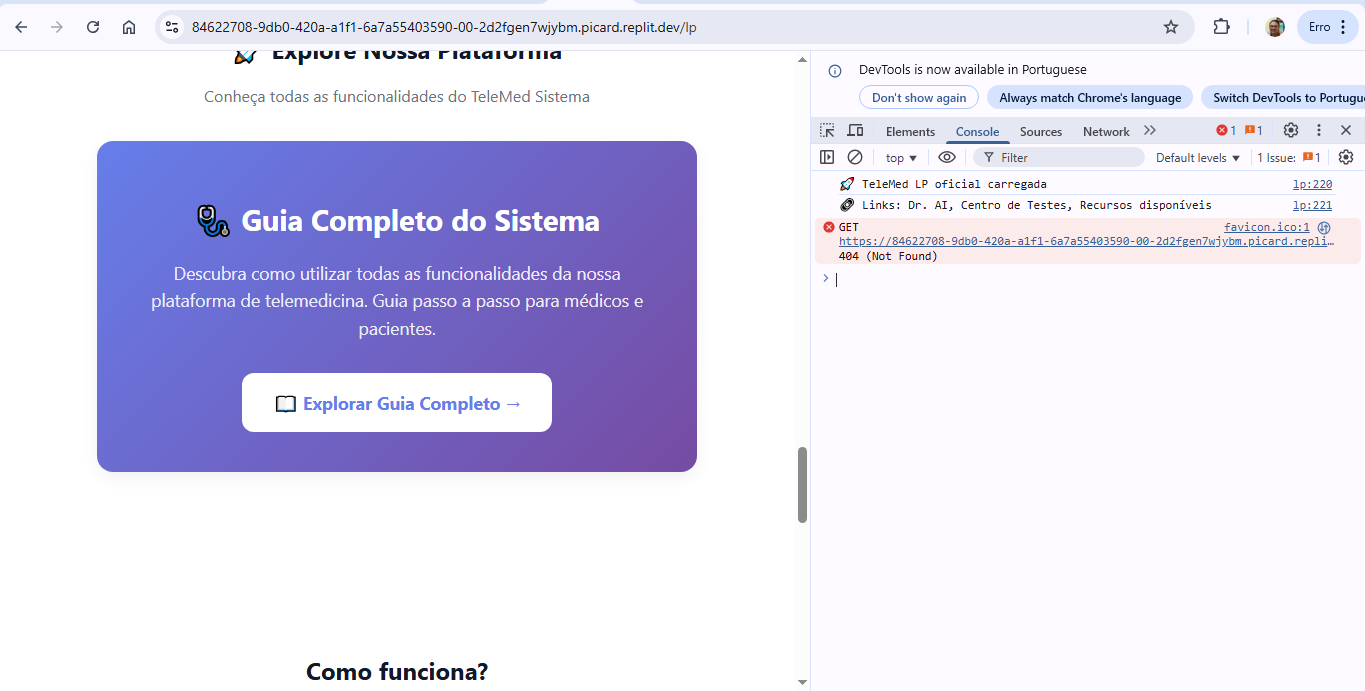 84622708-9db0-420a-a1f1-6a7a55403590-00-2d2fgen7wjybm.picard.replit.dev/lp
Erro
Explore Nossa Plataforma
Conheça todas as funcionalidades do TeleMed Sistema
Guia Completo do Sistema
Descubra como utilizar todas as funcionalidades da nossa
plataforma de telemedicina. Guia passo a passo para médicos e
pacientes.
Explorar Guia Completo →
Como funciona?
DevTools is now available in Portuguese
Don't show again
Always match Chrome's language
Switch DevTools to Portugu
Elements Console Sources Network 1 1
top Filter Default levels 1 Issue: 1
TeleMed LP oficial carregada lp:220
Links: Dr. AI, Centro de Testes, Recursos disponíveis lp:221
GET favicon.ico:1
https://84622708-9db0-420a-a1f1-6a7a55403590-00-2d2fgen7wjybm.picard.repli…
404 (Not Found)